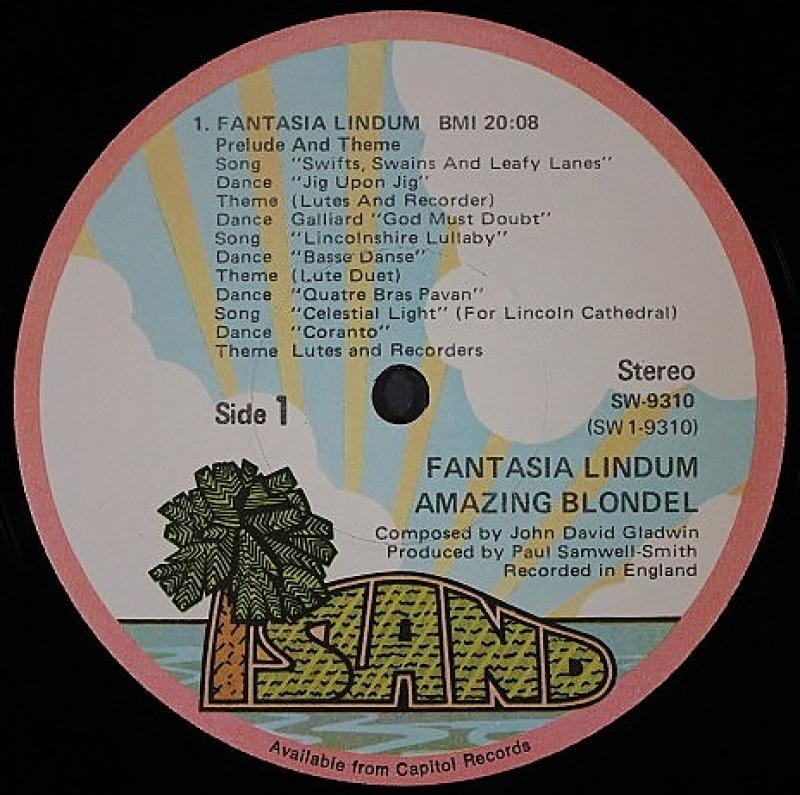 1. FANTASIA LINDUM BMI 20:08
Prelude And Theme
Song "Swifts, Swains And Leafy Lanes"
Dance "Jig Upon Jig"
Theme (Lutes And Recorder)
Dance Galliard "God Must Doubt"
Song "Lincolnshire Lullaby"
Dance "Basse Danse"
Theme (Lute Duet)
Dance "Quatre Bras Pavan"
Song "Celestial Light" (For Lincoln Cathedral)
Dance "Coranto"
Theme Lutes and Recorders
Side 1
Stereo
SW-9310
(SW1-9310)
FANTASIA LINDUM
AMAZING BLONDEL
Composed by John David Gladwin
Produced by Paul Samwell-Smith
Recorded in England
ISLAND
Available from Capitol Records